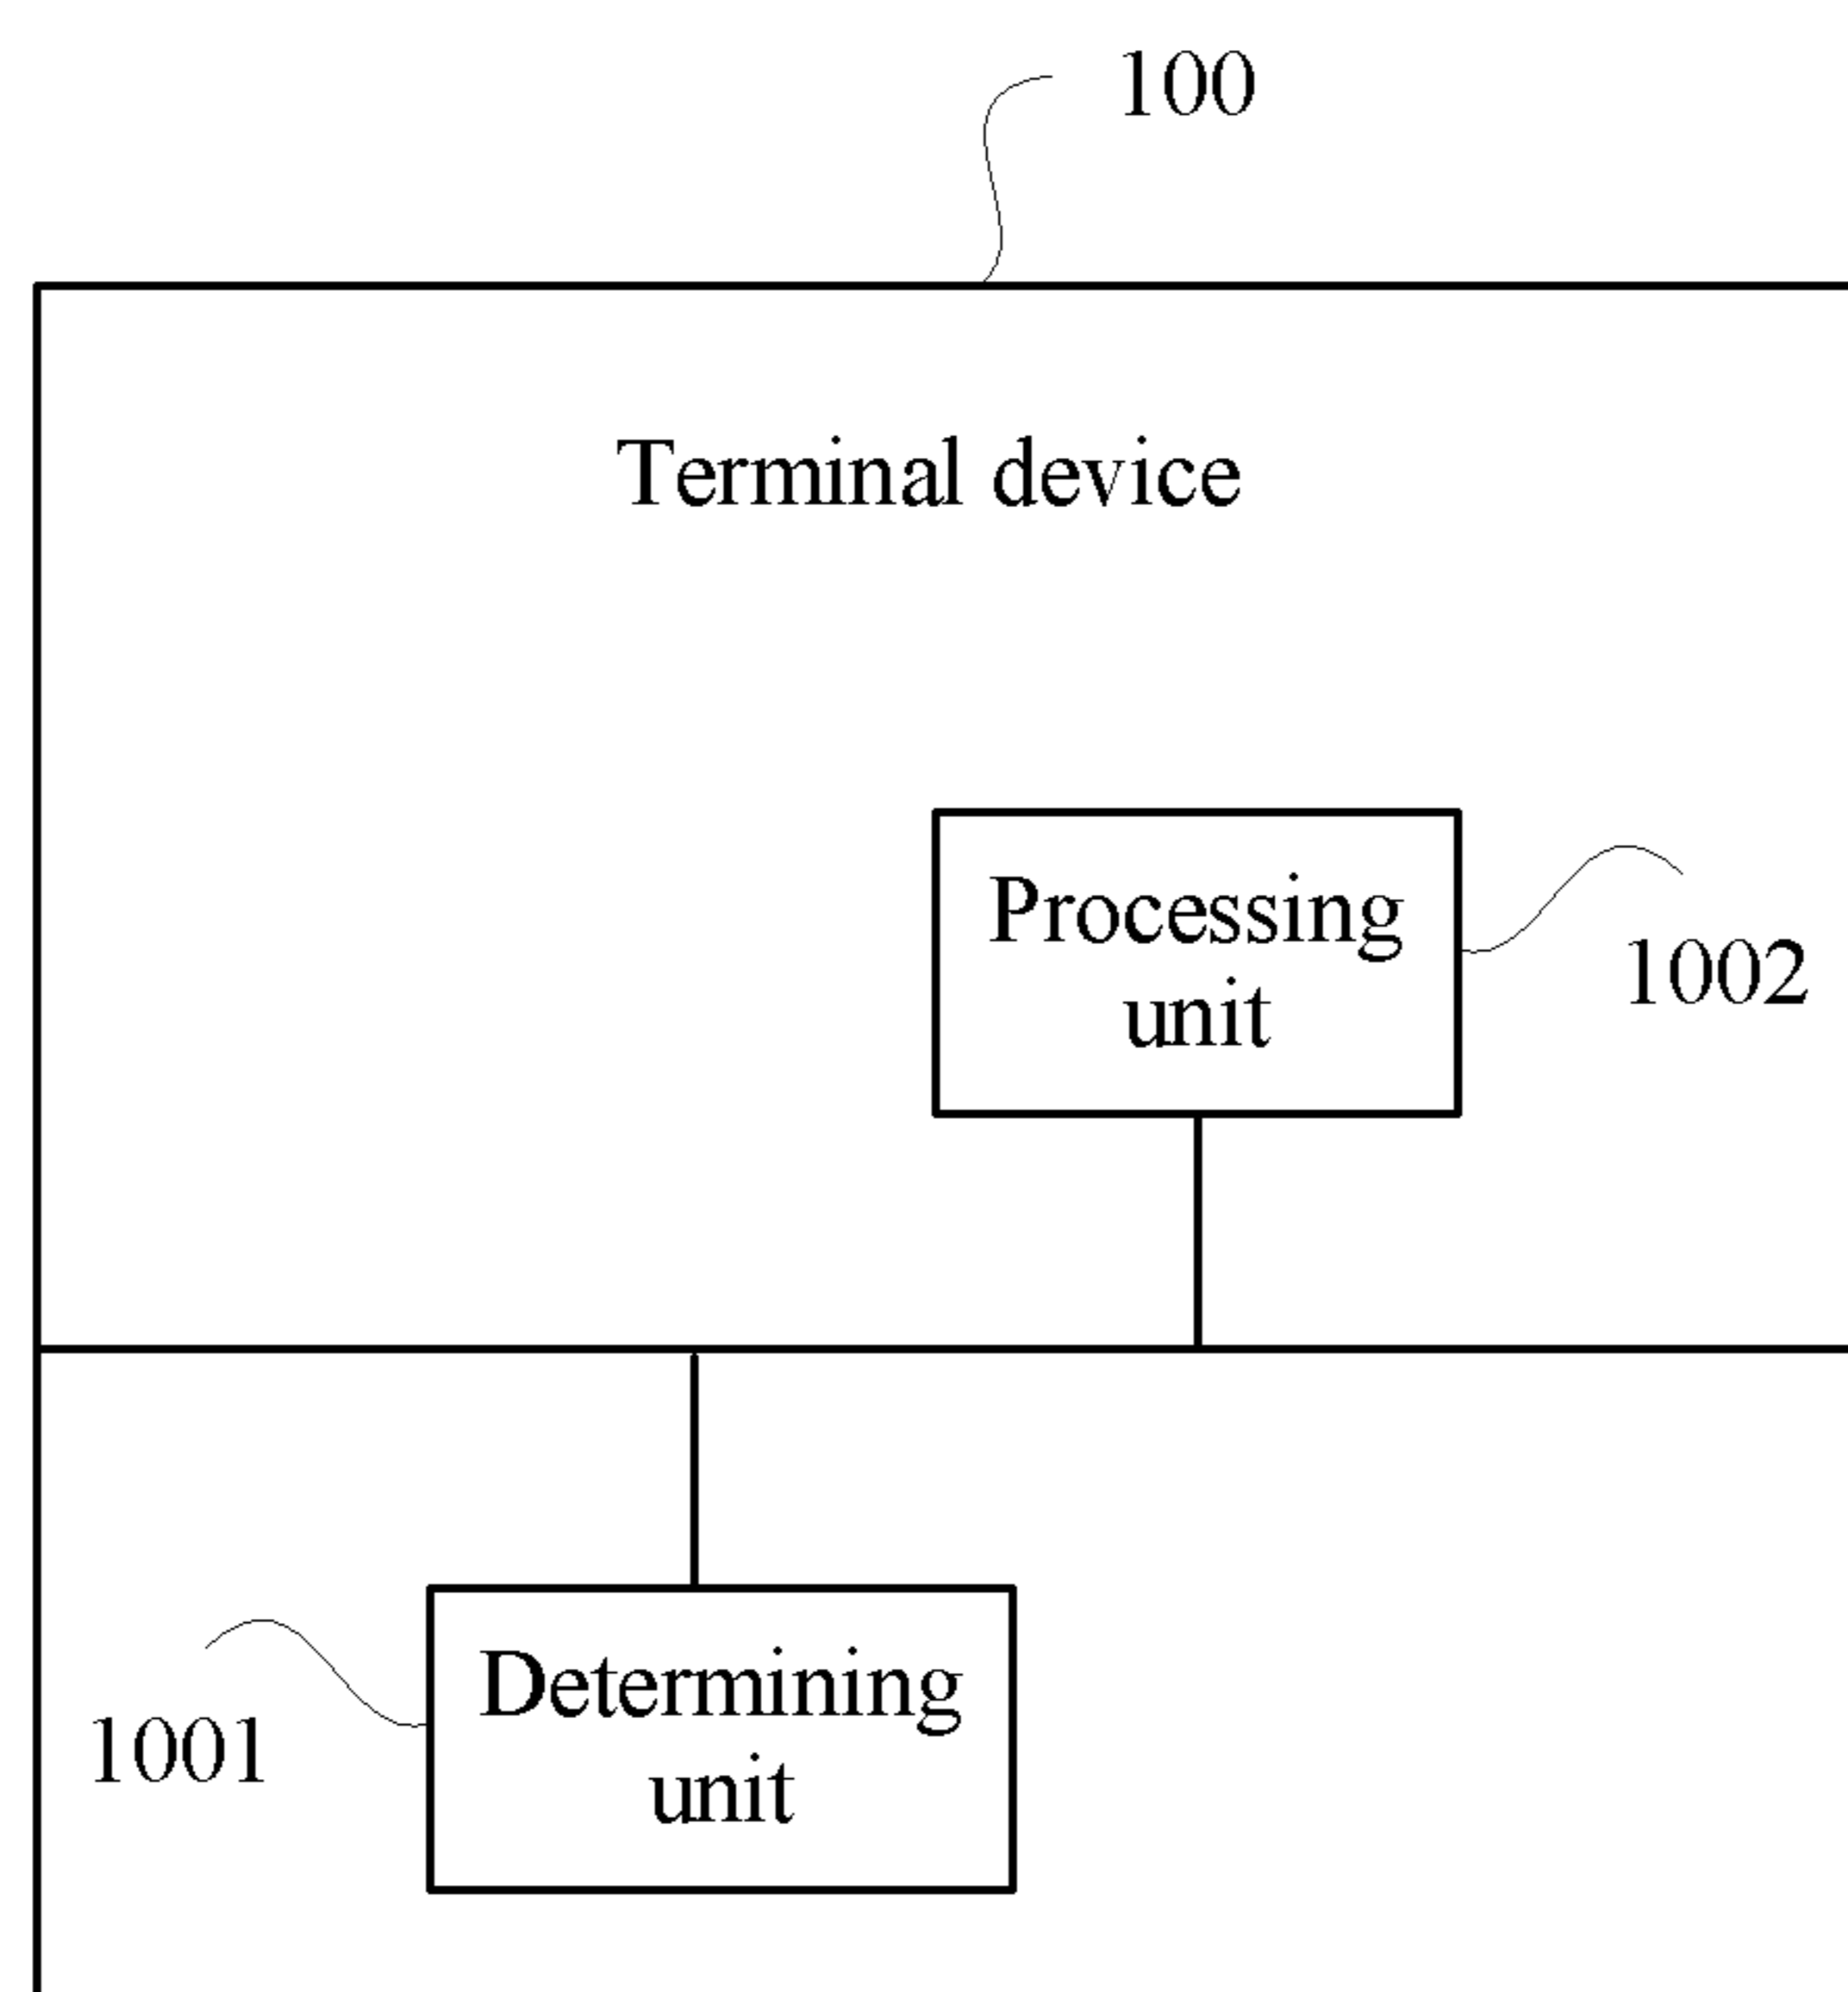 100
Terminal device
Processing
unit
1002
Determining
unit
1001